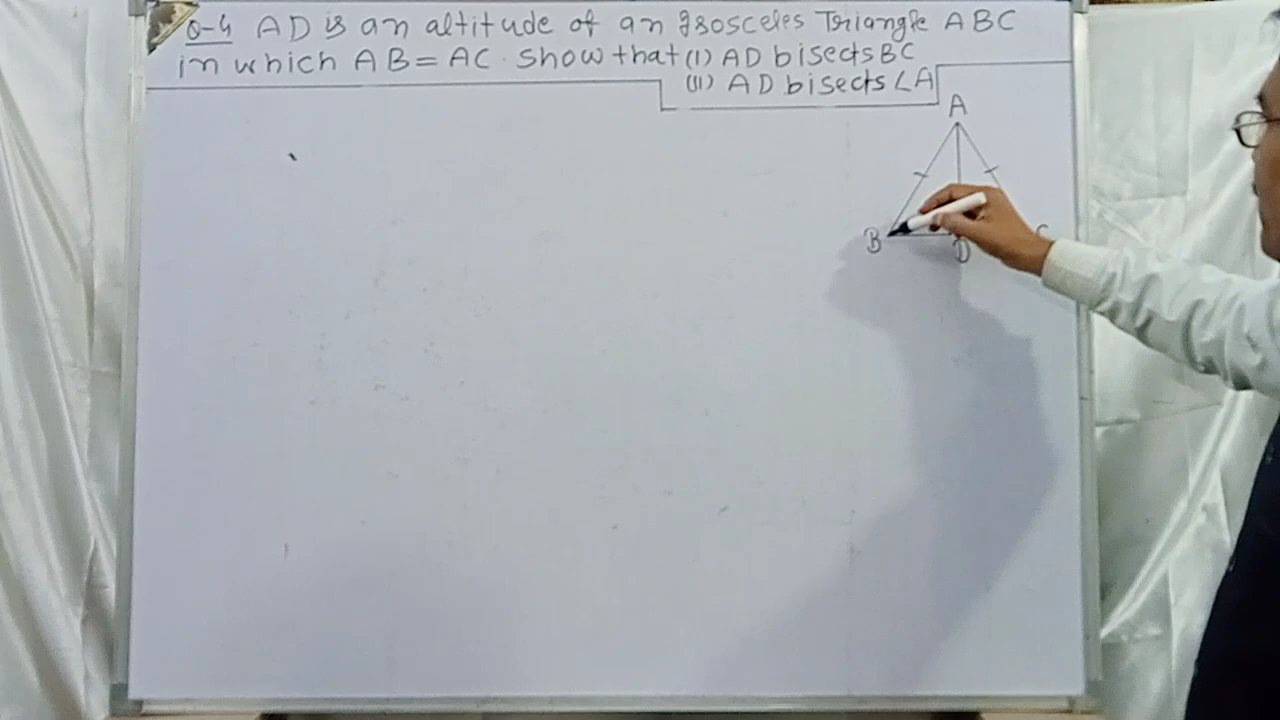 Q-4 AD is an altitude of an Isosceles Triangle ABC
in which AB = AC. Show that (I) AD bisects BC
(II) AD bisects ∠A
A
B
D
C